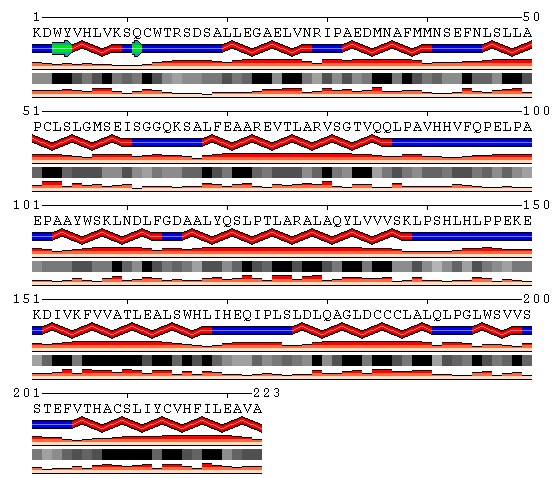 1 50
KDWYVHLVKSQCWTRSDSALLEGAELVNRIPAEDMNAFMMNSEFNLSLLA
51 100
PCLSLGMSEISGGQKSALFEAAREVTLARVSGTVQQLPAVHHVFQPELPA
101 150
EPAAYWSKLNDLFGDAALYQSLPTLARALAQYLVVVSKLPSHLHLPPEKE
151 200
KDIVKFVVATLEALSWHLIHEQIPLSLDLQAGLDCCCLALQLPGLWSVVS
201 223
STEFVTHACSLIYCVHFILEAVA